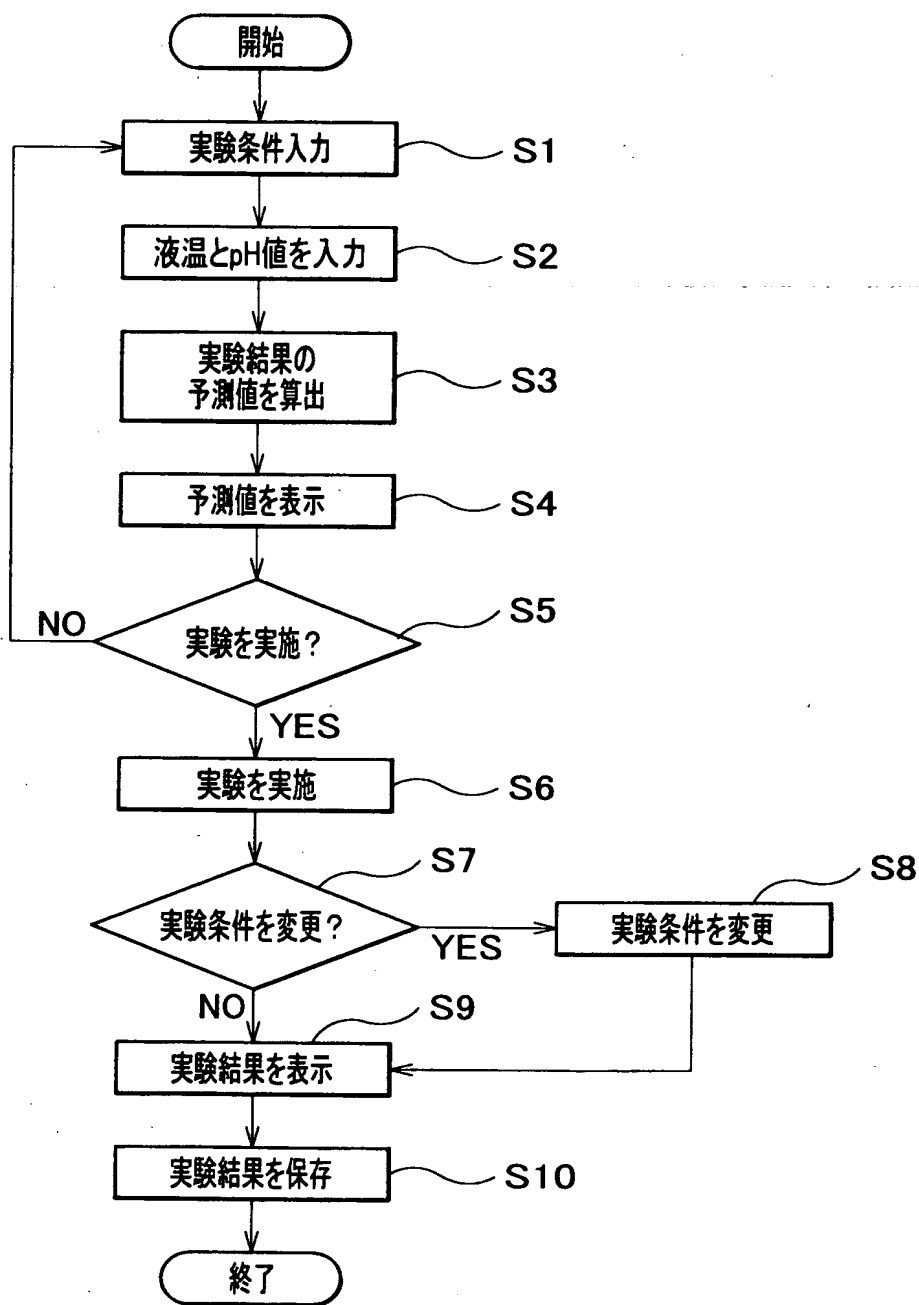 開始
実験条件入力
S1
液温とpH値を入力
S2
実験結果の
予測値を算出
S3
予測値を表示
S4
実験を実施?
S5
NO
YES
実験を実施
S6
実験条件を変更?
S7
YES
実験条件を変更
S8
NO
実験結果を表示
S9
実験結果を保存
S10
終了